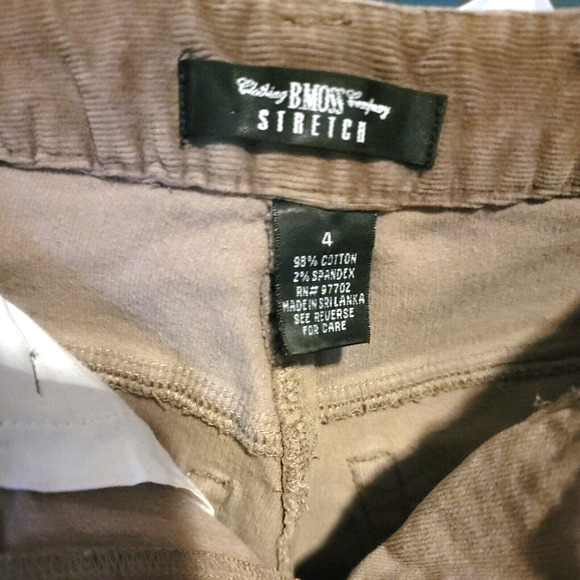 Clothing BMOSS Company
STRETCH
4
98% COTTON
2% SPANDEX
RN# 97702
MADE IN SRI LANKA
SEE REVERSE
FOR CARE